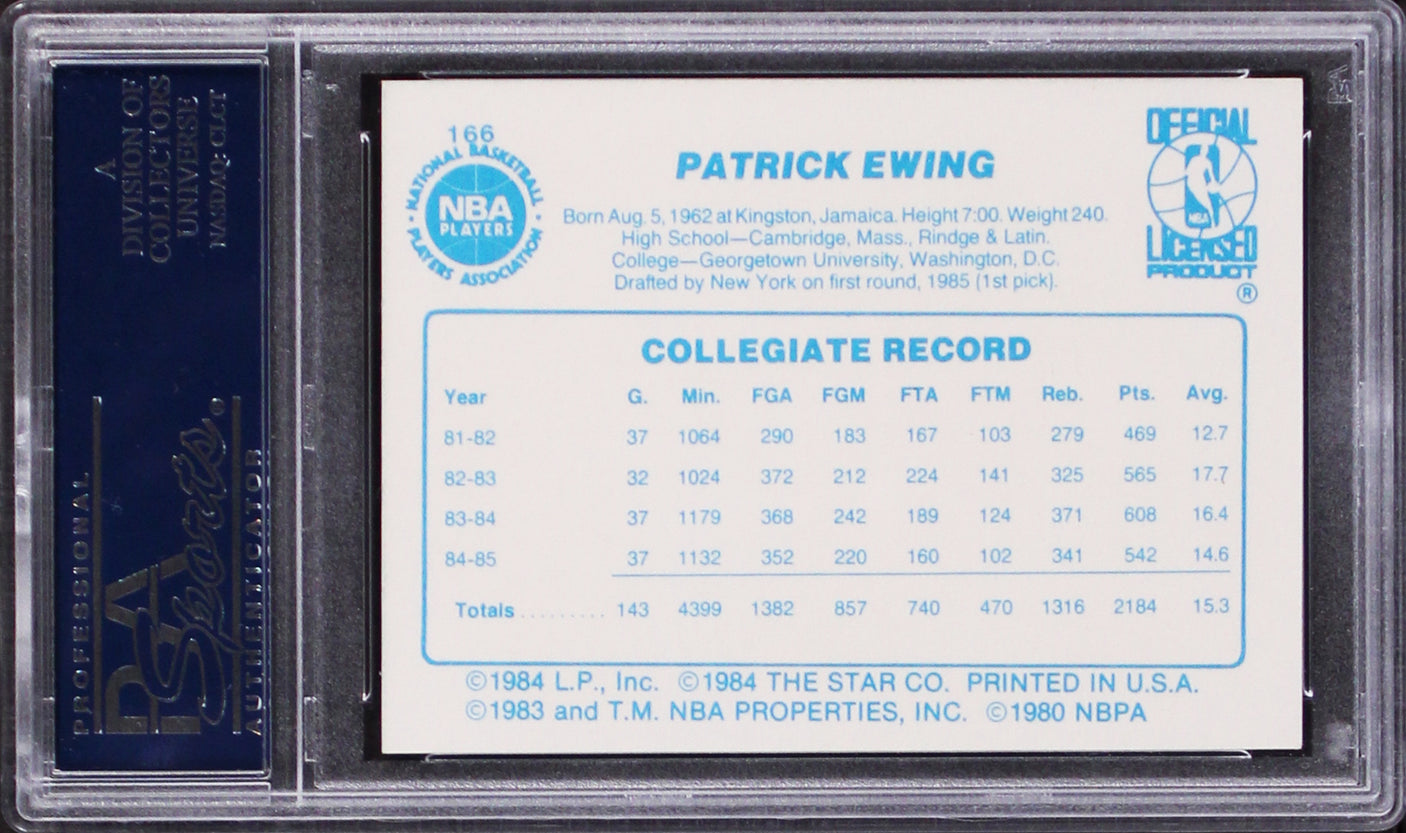 A
DIVISION OF
COLLECTORS
UNIVERSE
NASDAQ: CLCT
PROFESSIONAL
PSA
Sports
AUTHENTICATOR
166
NATIONAL BASKETBALL
NBA
PLAYERS
PLAYERS ASSOCIATION
PATRICK EWING
Born Aug. 5, 1962 at Kingston, Jamaica. Height 7:00. Weight 240.
High School—Cambridge, Mass., Rindge & Latin.
College—Georgetown University, Washington, D.C.
Drafted by New York on first round, 1985 (1st pick).
OFFICIAL
NBA
LICENSED
PRODUCT
®
COLLEGIATE RECORD
Year G. Min. FGA FGM FTA FTM Reb. Pts. Avg.
81-82 37 1064 290 183 167 103 279 469 12.7
82-83 32 1024 372 212 224 141 325 565 17.7
83-84 37 1179 368 242 189 124 371 608 16.4
84-85 37 1132 352 220 160 102 341 542 14.6
Totals ......... 143 4399 1382 857 740 470 1316 2184 15.3
©1984 L.P., Inc. ©1984 THE STAR CO. PRINTED IN U.S.A.
©1983 and T.M. NBA PROPERTIES, INC. ©1980 NBPA
PSA